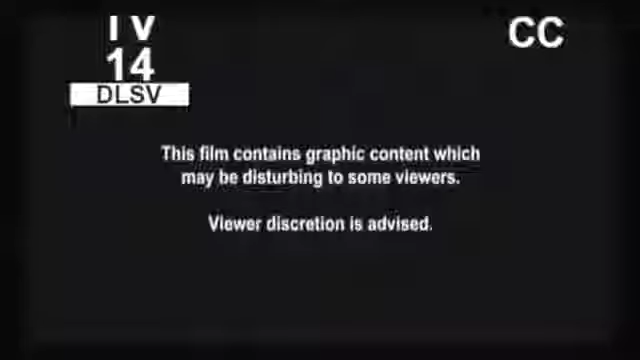 TV
CC
14
DLSV
This film contains graphic content which
may be disturbing to some viewers.
Viewer discretion is advised.